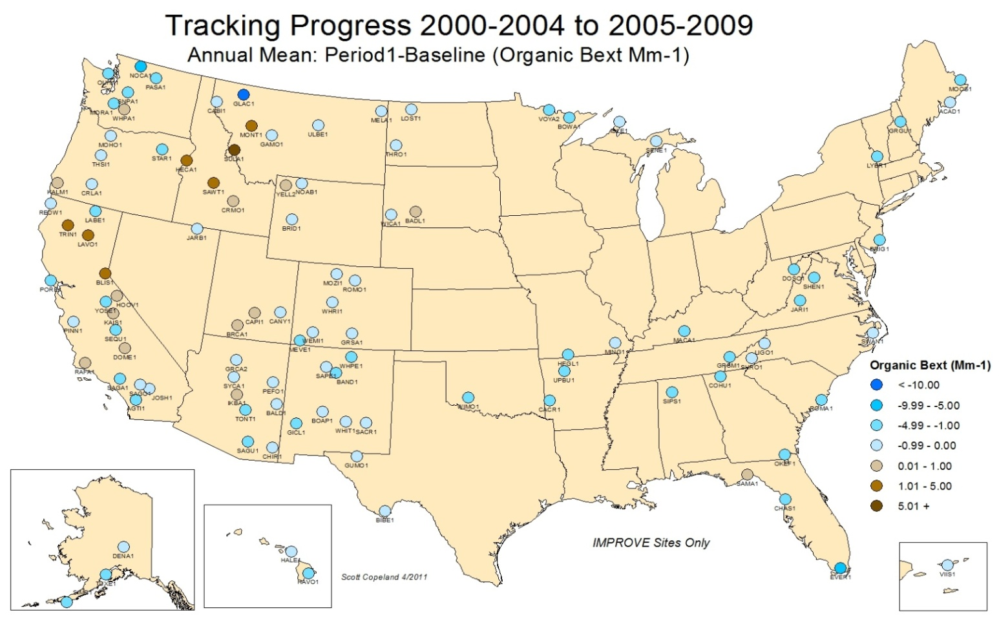 Tracking Progress 2000-2004 to 2005-2009
Annual Mean: Period1-Baseline (Organic Bext Mm-1)
NOCA1
PASA1
SNPA1
MORA1
WHPA1
CABI1
GLAC1
MONT1
GAMO1
ULBE1
MELA1
LOST1
VOYA2
BOWA1
ISLE1
SENE1
MOOS1
ACAD1
GRGU1
LYBR1
MOHO1
THSI1
STAR1
HECA1
SULA1
THRO1
KALM1
CRLA1
SAWT1
CRMO1
YELL2
NOAB1
REDW1
LABE1
TRIN1
LAVO1
JARB1
BRID1
WICA1
BADL1
BRIG1
BLIS1
PORE1
HOOV1
YOSE1
KAIS1
PINN1
SEQU1
DOME1
RAFA1
CAPI1
CANY1
BRCA1
MOZI1
ROMO1
WHRI1
WEMI1
MEVE1
GRSA1
DOSO1
SHEN1
JARI1
MACA1
MING1
SWAN1
LIGO1
GRSM1
SHRO1
COHU1
HEGL1
UPBU1
CACR1
SIPS1
ROMA1
WIMO1
SAGA1
SAGO1
JOSH1
AGTI1
GRCA2
SYCA1
IKBA1
TONT1
PEFO1
BALD1
SAPE1
WHPE1
BAND1
BOAP1
GICL1
WHIT1
SACR1
SAGU1
CHIR1
GUMO1
BIBE1
OKEF1
SAMA1
CHAS1
EVER1
Organic Bext (Mm-1)
< -10.00
-9.99 - -5.00
-4.99 - -1.00
-0.99 - 0.00
0.01 - 1.00
1.01 - 5.00
5.01 +
IMPROVE Sites Only
Scott Copeland 4/2011
DENA1
TUXE1
SIME1
HALE1
HAVO1
VIIS1